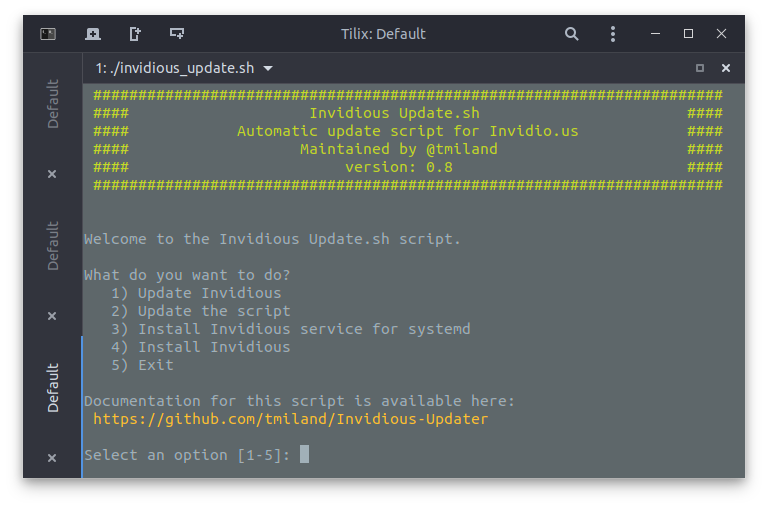 Tilix: Default
1: ./invidious_update.sh
Default
Default
Default
######################################################################
#### Invidious Update.sh ####
#### Automatic update script for Invidio.us ####
#### Maintained by @tmiland ####
#### version: 0.8 ####
######################################################################
Welcome to the Invidious Update.sh script.
What do you want to do?
1) Update Invidious
2) Update the script
3) Install Invidious service for systemd
4) Install Invidious
5) Exit
Documentation for this script is available here:
https://github.com/tmiland/Invidious-Updater
Select an option [1-5]: